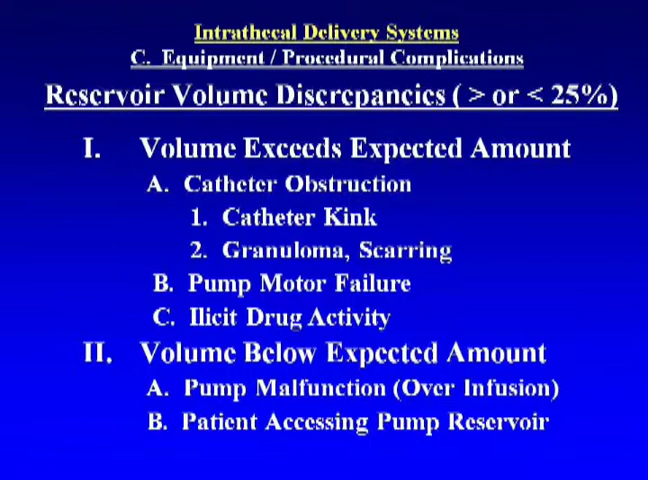 Intrathecal Delivery Systems
C. Equipment / Procedural Complications
Reservoir Volume Discrepancies ( > or < 25%)
I. Volume Exceeds Expected Amount
A. Catheter Obstruction
1. Catheter Kink
2. Granuloma, Scarring
B. Pump Motor Failure
C. Ilicit Drug Activity
II. Volume Below Expected Amount
A. Pump Malfunction (Over Infusion)
B. Patient Accessing Pump Reservoir